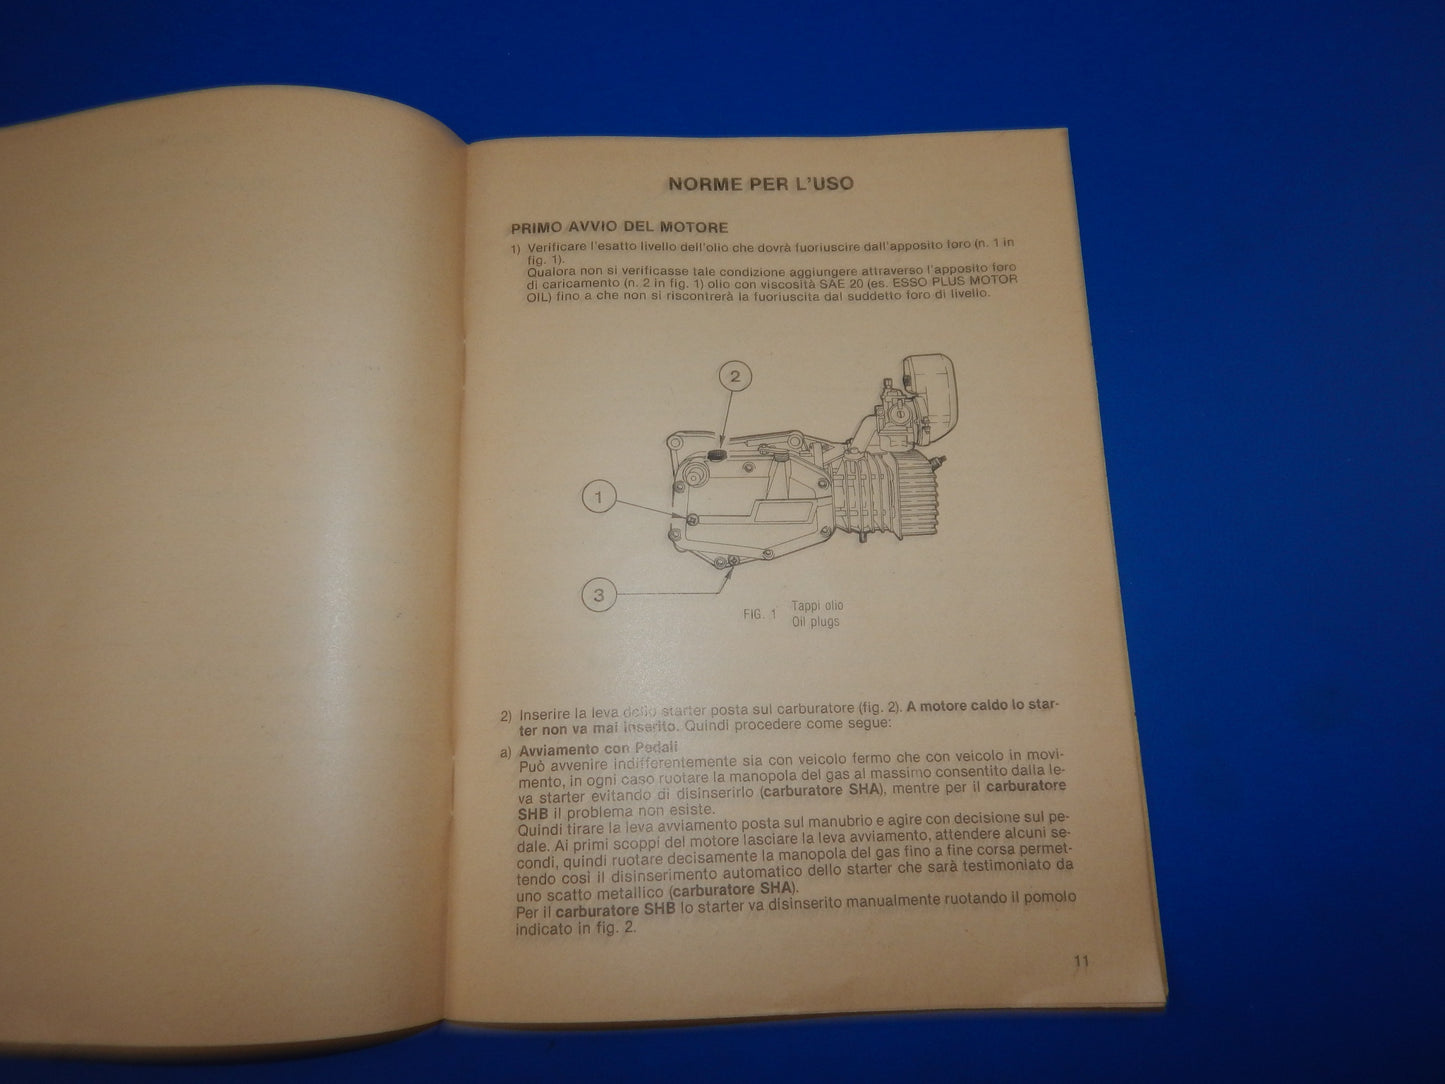 NORME PER L'USO
PRIMO AVVIO DEL MOTORE
1) Verificare l'esatto livello dell'olio che dovrà fuoriuscire dall'apposito foro (n. 1 in
fig. 1).
Qualora non si verificasse tale condizione aggiungere attraverso l'apposito foro
di caricamento (n. 2 in fig. 1) olio con viscosità SAE 20 (es. ESSO PLUS MOTOR
OIL) fino a che non si riscontrerà la fuoriuscita dal suddetto foro di livello.
2
1
3
FIG. 1
Tappi olio
Oil plugs
2) Inserire la leva dello starter posta sul carburatore (fig. 2). A motore caldo lo star-
ter non va mai inserito. Quindi procedere come segue:
a) Avviamento con Pedali
Può avvenire indifferentemente sia con veicolo fermo che con veicolo in movi-
mento, in ogni caso ruotare la manopola del gas al massimo consentito dalla le-
va starter evitando di disinserirlo (carburatore SHA), mentre per il carburatore
SHB il problema non esiste.
Quindi tirare la leva avviamento posta sul manubrio e agire con decisione sul pe-
dale. Ai primi scoppi del motore lasciare la leva avviamento, attendere alcuni se-
condi, quindi ruotare decisamente la manopola del gas fino a fine corsa permet-
tendo così il disinserimento automatico dello starter che sarà testimoniato da
uno scatto metallico (carburatore SHA).
Per il carburatore SHB lo starter va disinserito manualmente ruotando il pomolo
indicato in fig. 2.
11